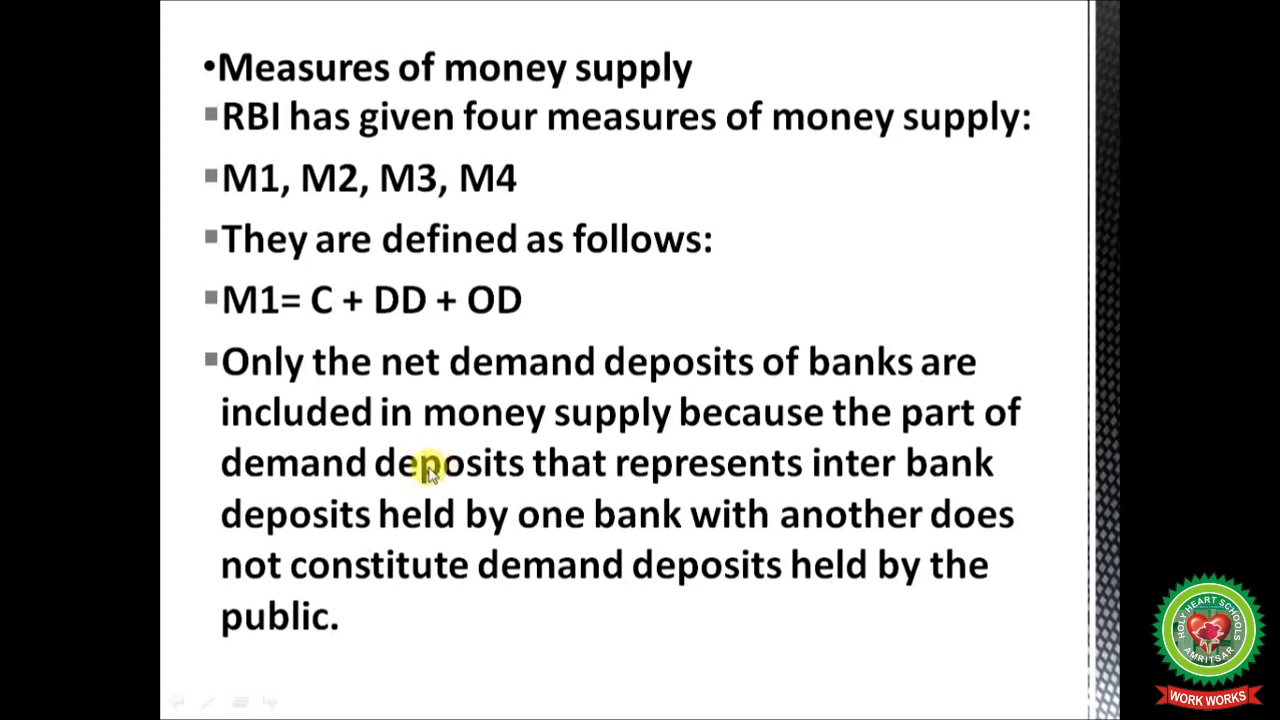 •Measures of money supply
▪RBI has given four measures of money supply:
▪M1, M2, M3, M4
▪They are defined as follows:
▪M1= C + DD + OD
▪Only the net demand deposits of banks are
included in money supply because the part of
demand deposits that represents inter bank
deposits held by one bank with another does
not constitute demand deposits held by the
public.
HOLY HEART SCHOOLS
AMRITSAR
WORK WORKS